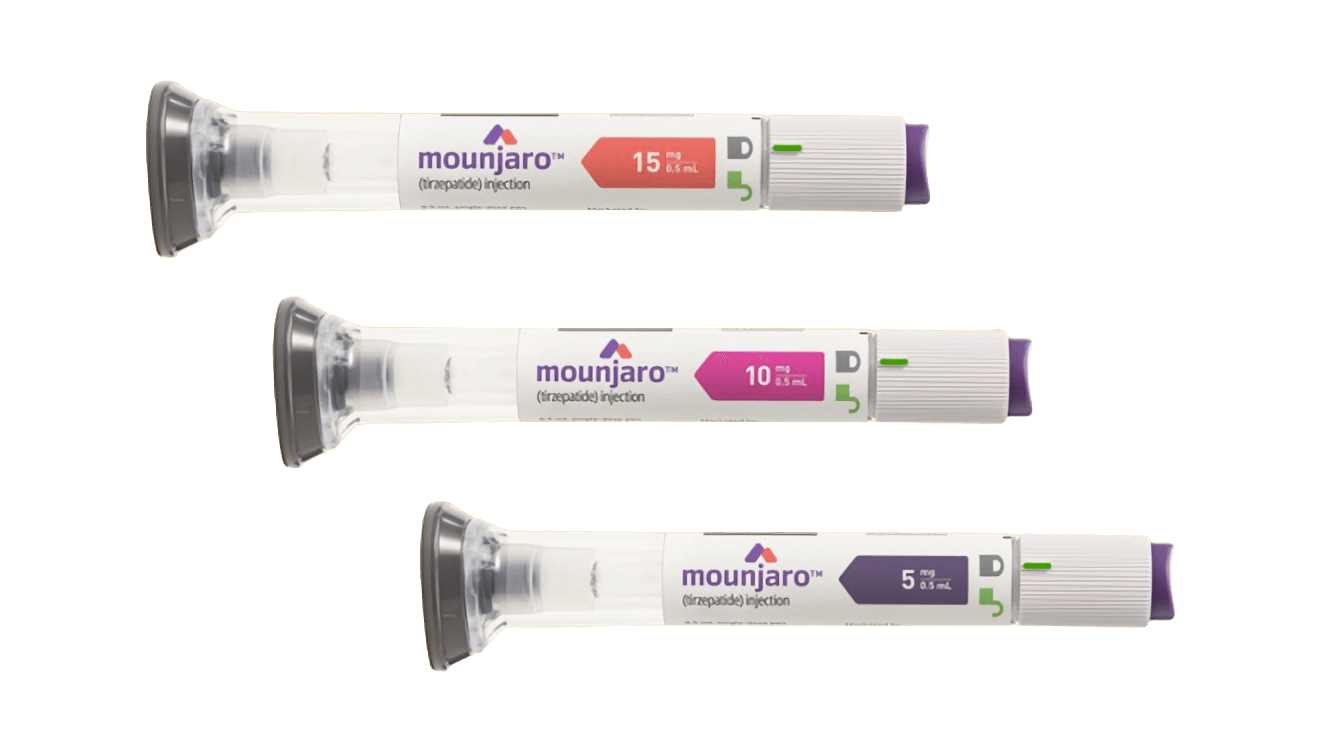 mounjaro™
(tirzepatide) injection
15 mg
0.5 mL
mounjaro™
(tirzepatide) injection
10 mg
0.5 mL
mounjaro™
(tirzepatide) injection
5 mg
0.5 mL